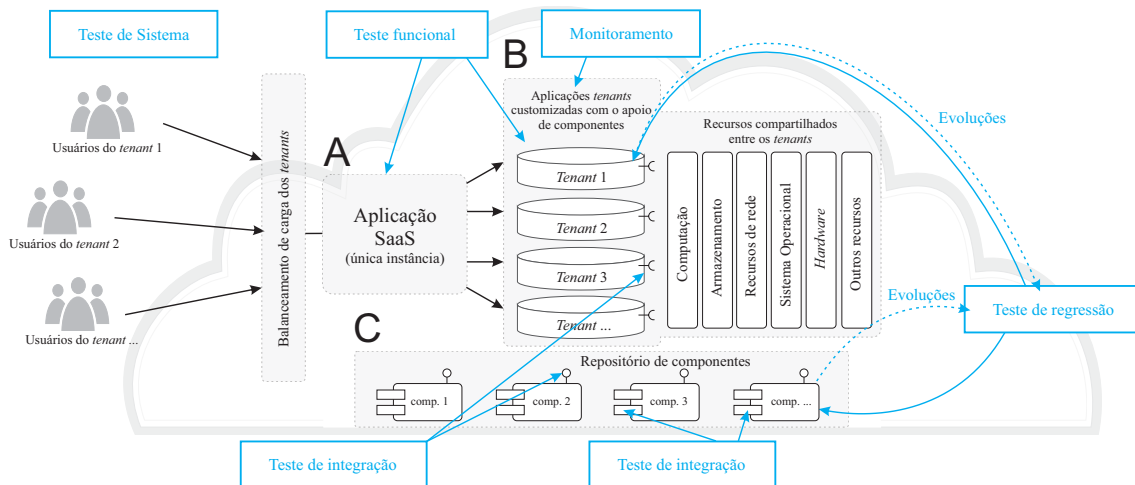 Teste de Sistema
Teste funcional
Monitoramento
B
Aplicações tenants
customizadas com o apoio
de componentes
Recursos compartilhados
entre os tenants
Evoluções
Usuários do tenant 1
Usuários do tenant 2
Usuários do tenant ...
Balanceamento de carga dos tenants
A
Aplicação
SaaS
(única instância)
Tenant 1
Tenant 2
Tenant 3
Tenant ...
Computação
Armazenamento
Recursos de rede
Sistema Operacional
Hardware
Outros recursos
Evoluções
Teste de regressão
C
Repositório de componentes
comp. 1
comp. 2
comp. 3
comp. ...
Teste de integração
Teste de integração